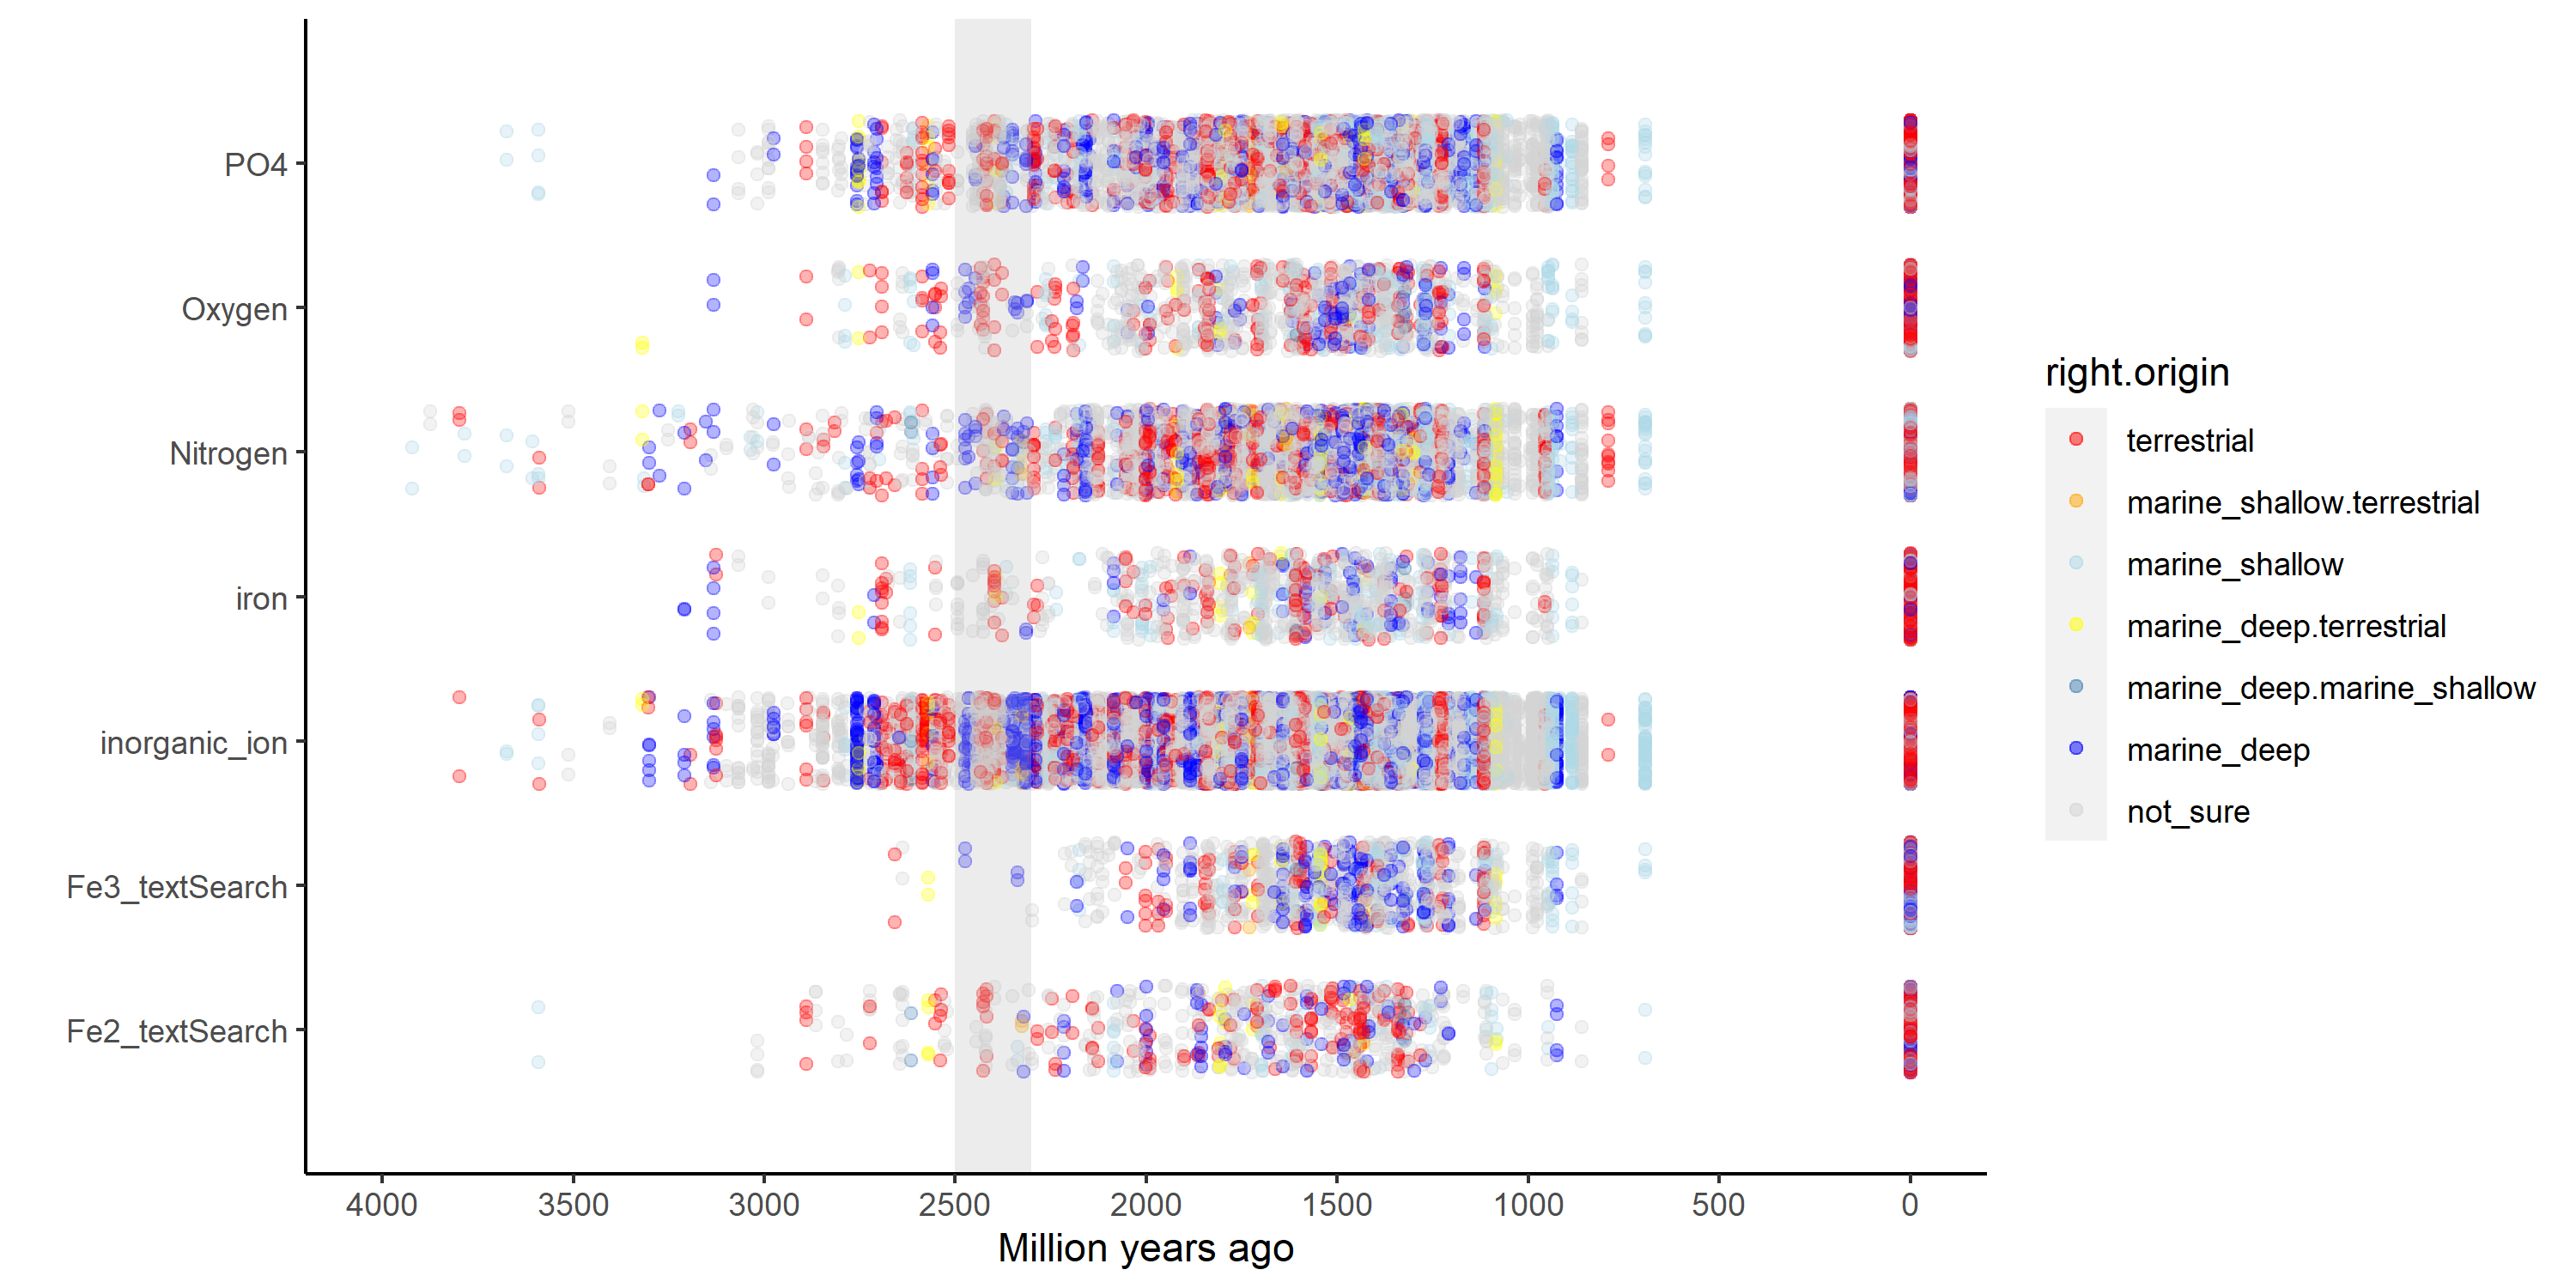 PO4
Oxygen
Nitrogen
iron
inorganic_ion
Fe3_textSearch
Fe2_textSearch
4000 3500 3000 2500 2000 1500 1000 500 0
Million years ago
right.origin
terrestrial
marine_shallow.terrestrial
marine_shallow
marine_deep.terrestrial
marine_deep.marine_shallow
marine_deep
not_sure